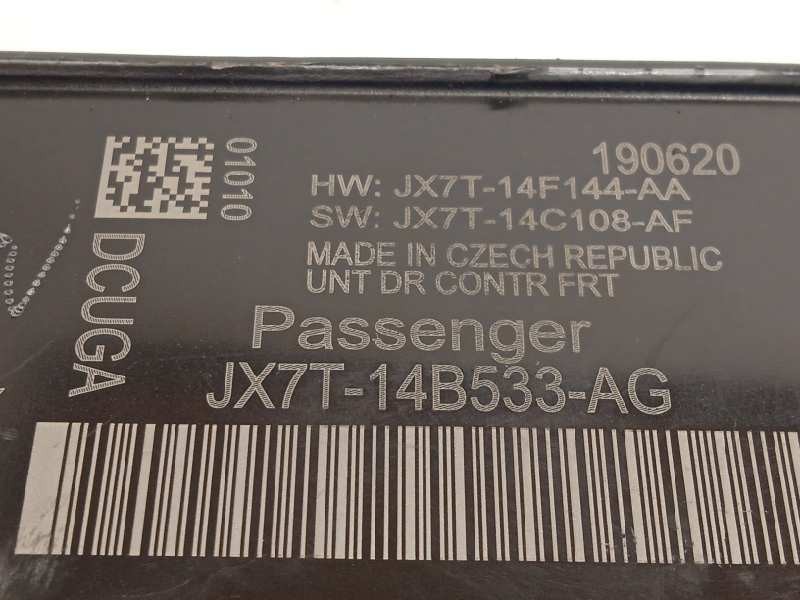 01010
190620
HW: JX7T-14F144-AA
SW: JX7T-14C108-AF
MADE IN CZECH REPUBLIC
UNT DR CONTR FRT
DCUGA
Passenger
JX7T-14B533-AG